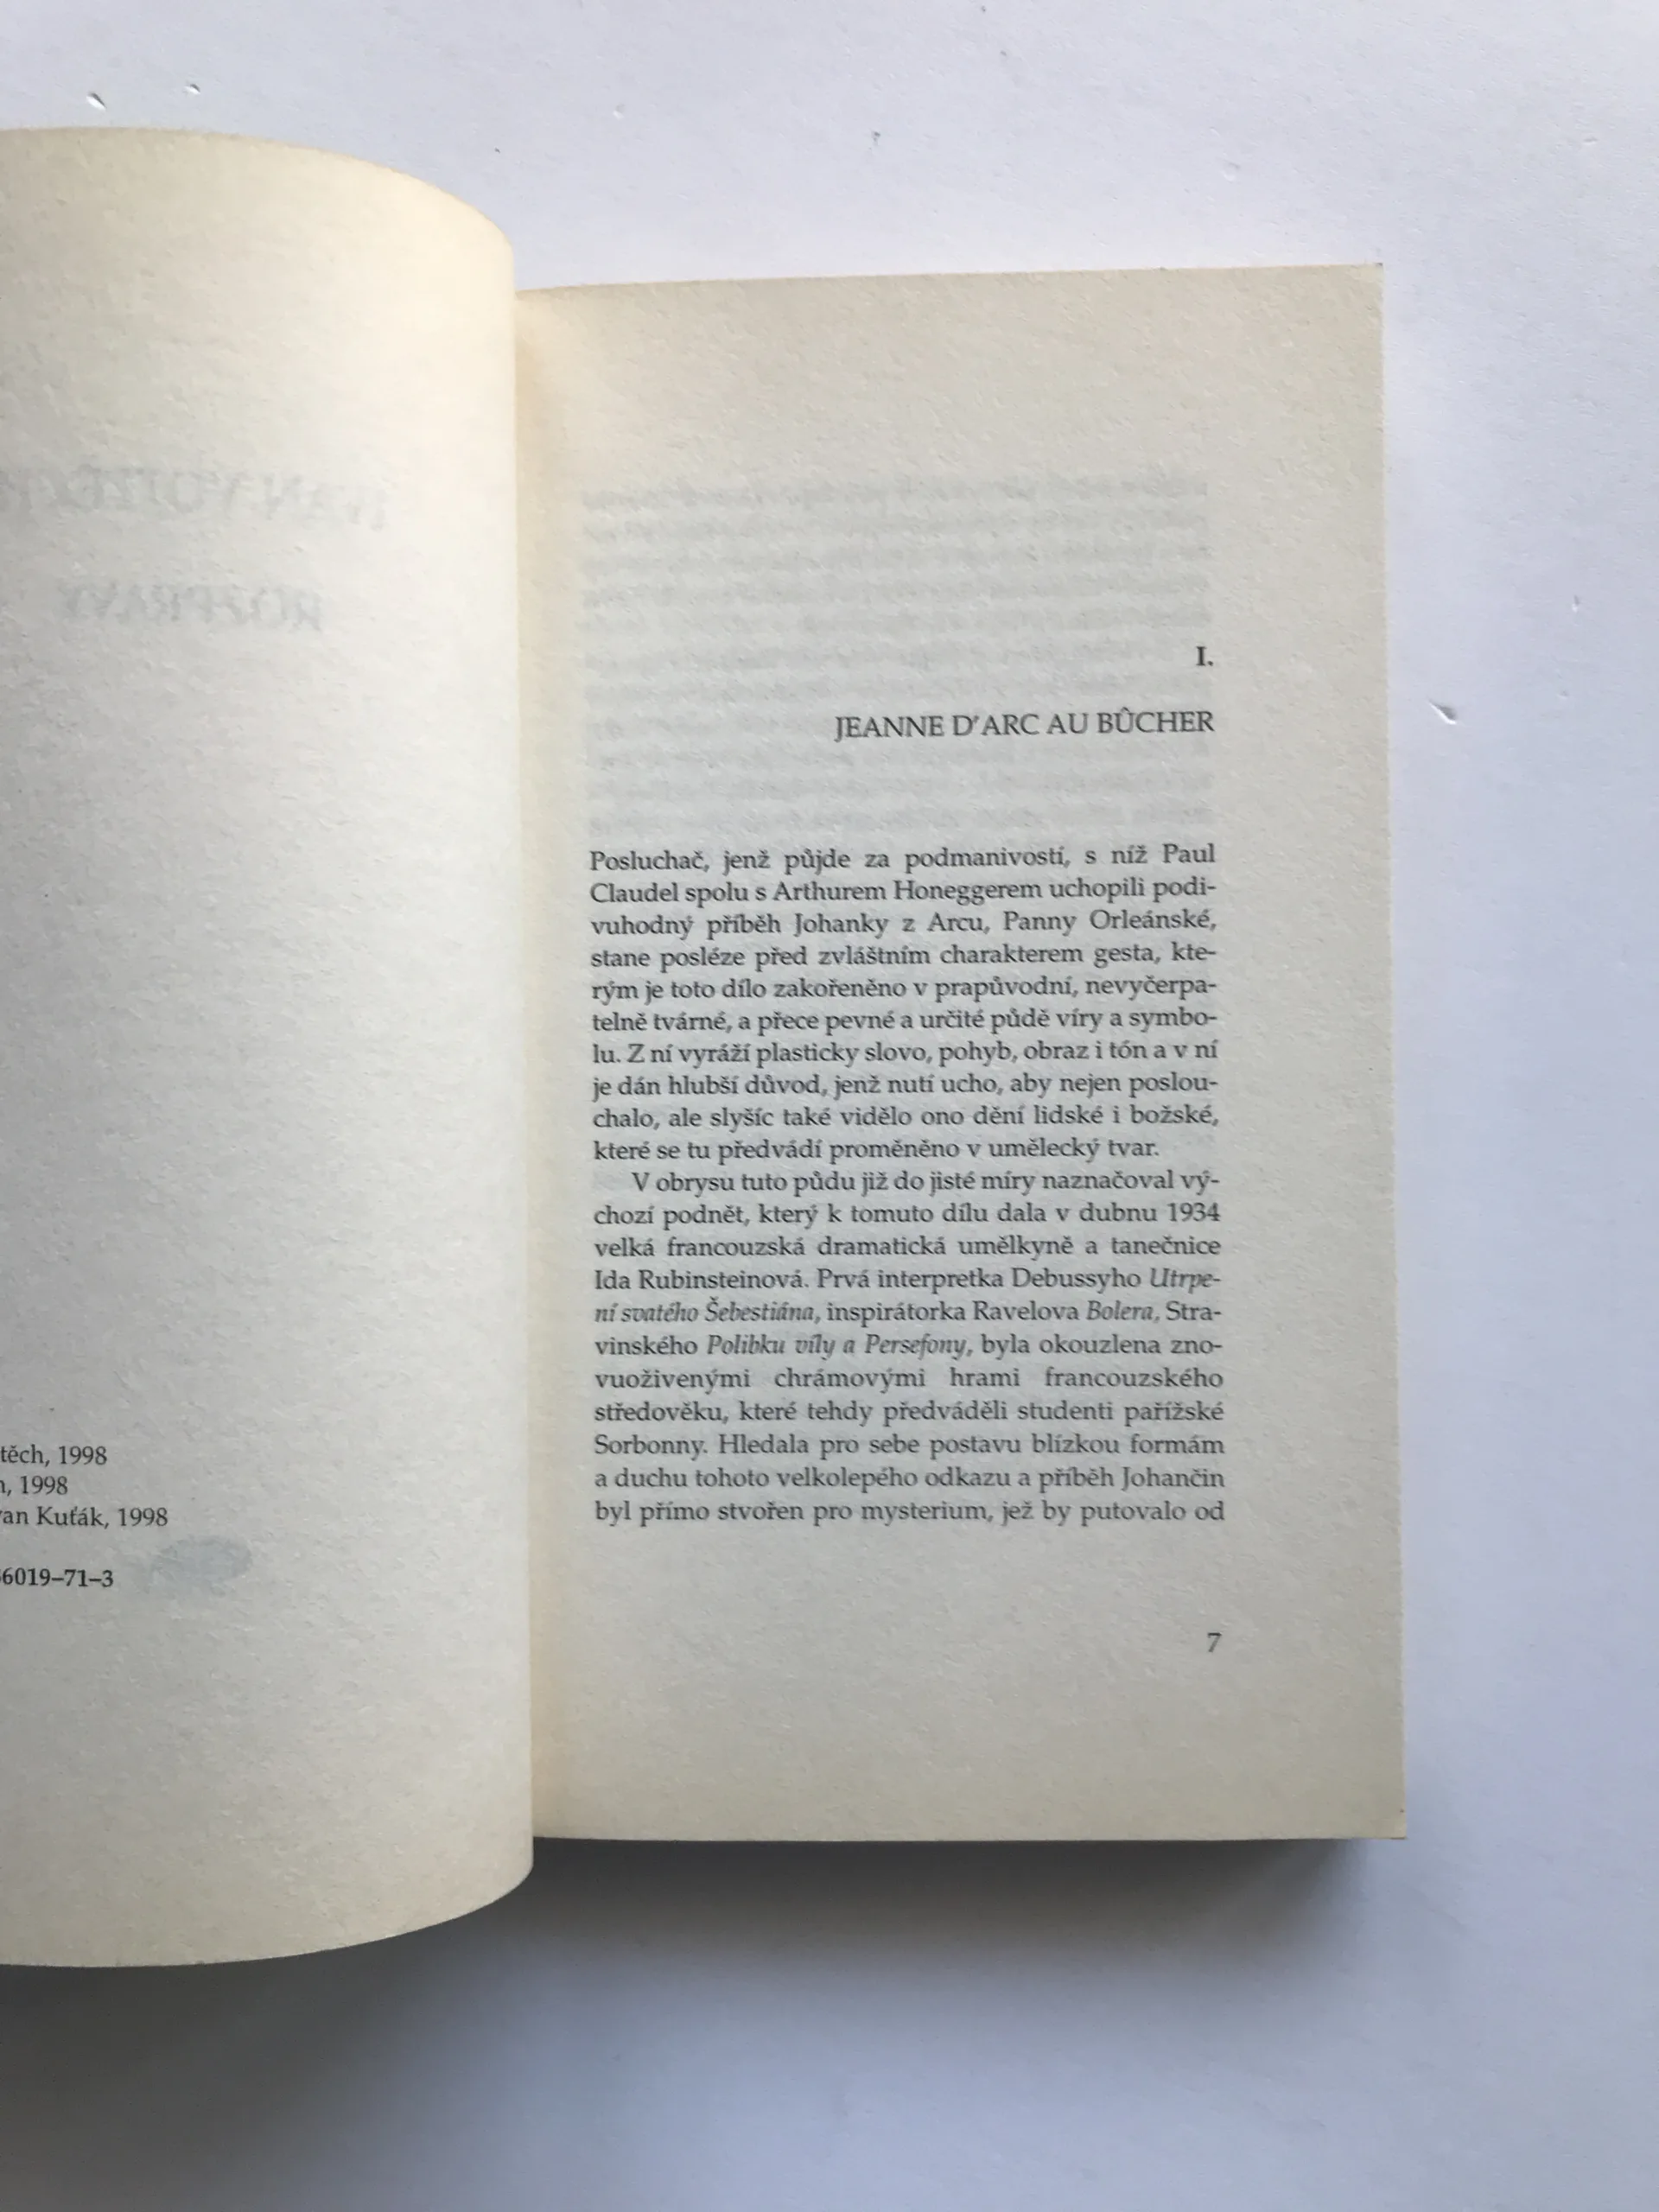 těch, 1998
, 1998
van Kuťák, 1998
6019–71–3
I.
JEANNE D'ARC AU BÛCHER
Posluchač, jenž půjde za podmanivostí, s níž Paul
Claudel spolu s Arthurem Honeggerem uchopili podi-
vuhodný příběh Johanky z Arcu, Panny Orleánské,
stane posléze před zvláštním charakterem gesta, kte-
rým je toto dílo zakořeněno v prapůvodní, nevyčerpa-
telně tvárné, a přece pevné a určité půdě víry a symbo-
lu. Z ní vyráží plasticky slovo, pohyb, obraz i tón a v ní
je dán hlubší důvod, jenž nutí ucho, aby nejen poslou-
chalo, ale slyšíc také vidělo ono dění lidské i božské,
které se tu předvádí proměněno v umělecký tvar.
V obrysu tuto půdu již do jisté míry naznačoval vý-
chozí podnět, který k tomuto dílu dala v dubnu 1934
velká francouzská dramatická umělkyně a tanečnice
Ida Rubinsteinová. Prvá interpretka Debussyho Utrpe-
ní svatého Šebestiána, inspirátorka Ravelova Bolera, Stra-
vinského Polibku víly a Persefony, byla okouzlena zno-
vuoživenými chrámovými hrami francouzského
středověku, které tehdy předváděli studenti pařížské
Sorbonny. Hledala pro sebe postavu blízkou formám
a duchu tohoto velkolepého odkazu a příběh Johančin
byl přímo stvořen pro mysterium, jež by putovalo od
7